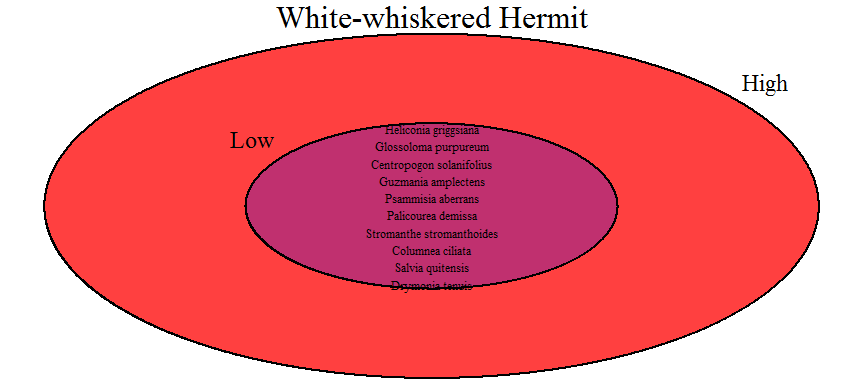 White-whiskered Hermit
High
Low
Heliconia griggsiana
Glossoloma purpureum
Centropogon solanifolius
Guzmania amplectens
Psammisia aberrans
Palicourea demissa
Stromanthe stromanthoides
Columnea ciliata
Salvia quitensis
Drymonia tenuis